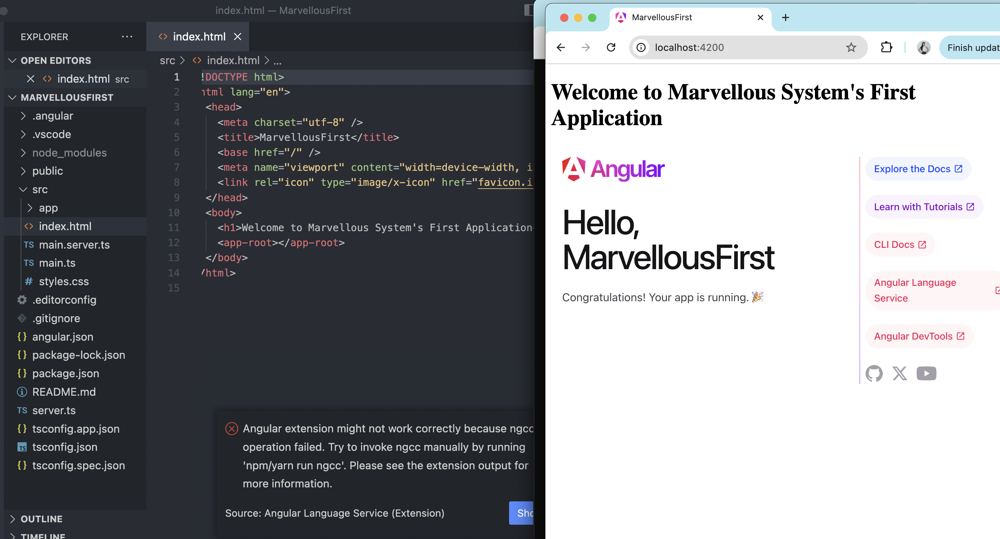 index.html — MarvellousFirst
EXPLORER
OPEN EDITORS
index.html src
MARVELLOUSFIRST
.angular
.vscode
node_modules
public
src
app
index.html
TS main.server.ts
TS main.ts
# styles.css
.editorconfig
.gitignore
{} angular.json
{} package-lock.json
{} package.json
README.md
TS server.ts
{} tsconfig.app.json
TS tsconfig.json
{} tsconfig.spec.json
OUTLINE
TIMELINE
index.html
src > index.html > ...
1 !DOCTYPE html>
2 html lang="en">
3 <head>
4 <meta charset="utf-8" />
5 <title>MarvellousFirst</title>
6 <base href="/" />
7 <meta name="viewport" content="width=device-width, i
8 <link rel="icon" type="image/x-icon" href="favicon.i
9 </head>
10 <body>
11 <h1>Welcome to Marvellous System's First Application
12 <app-root></app-root>
13 </body>
14 /html>
15
Angular extension might not work correctly because ngcc
operation failed. Try to invoke ngcc manually by running
'npm/yarn run ngcc'. Please see the extension output for
more information.
Source: Angular Language Service (Extension)
Sho
MarvellousFirst
localhost:4200
Finish updat
Welcome to Marvellous System's First
Application
Angular
Hello,
MarvellousFirst
Congratulations! Your app is running. 🎉
Explore the Docs
Learn with Tutorials
CLI Docs
Angular Language
Service
Angular DevTools